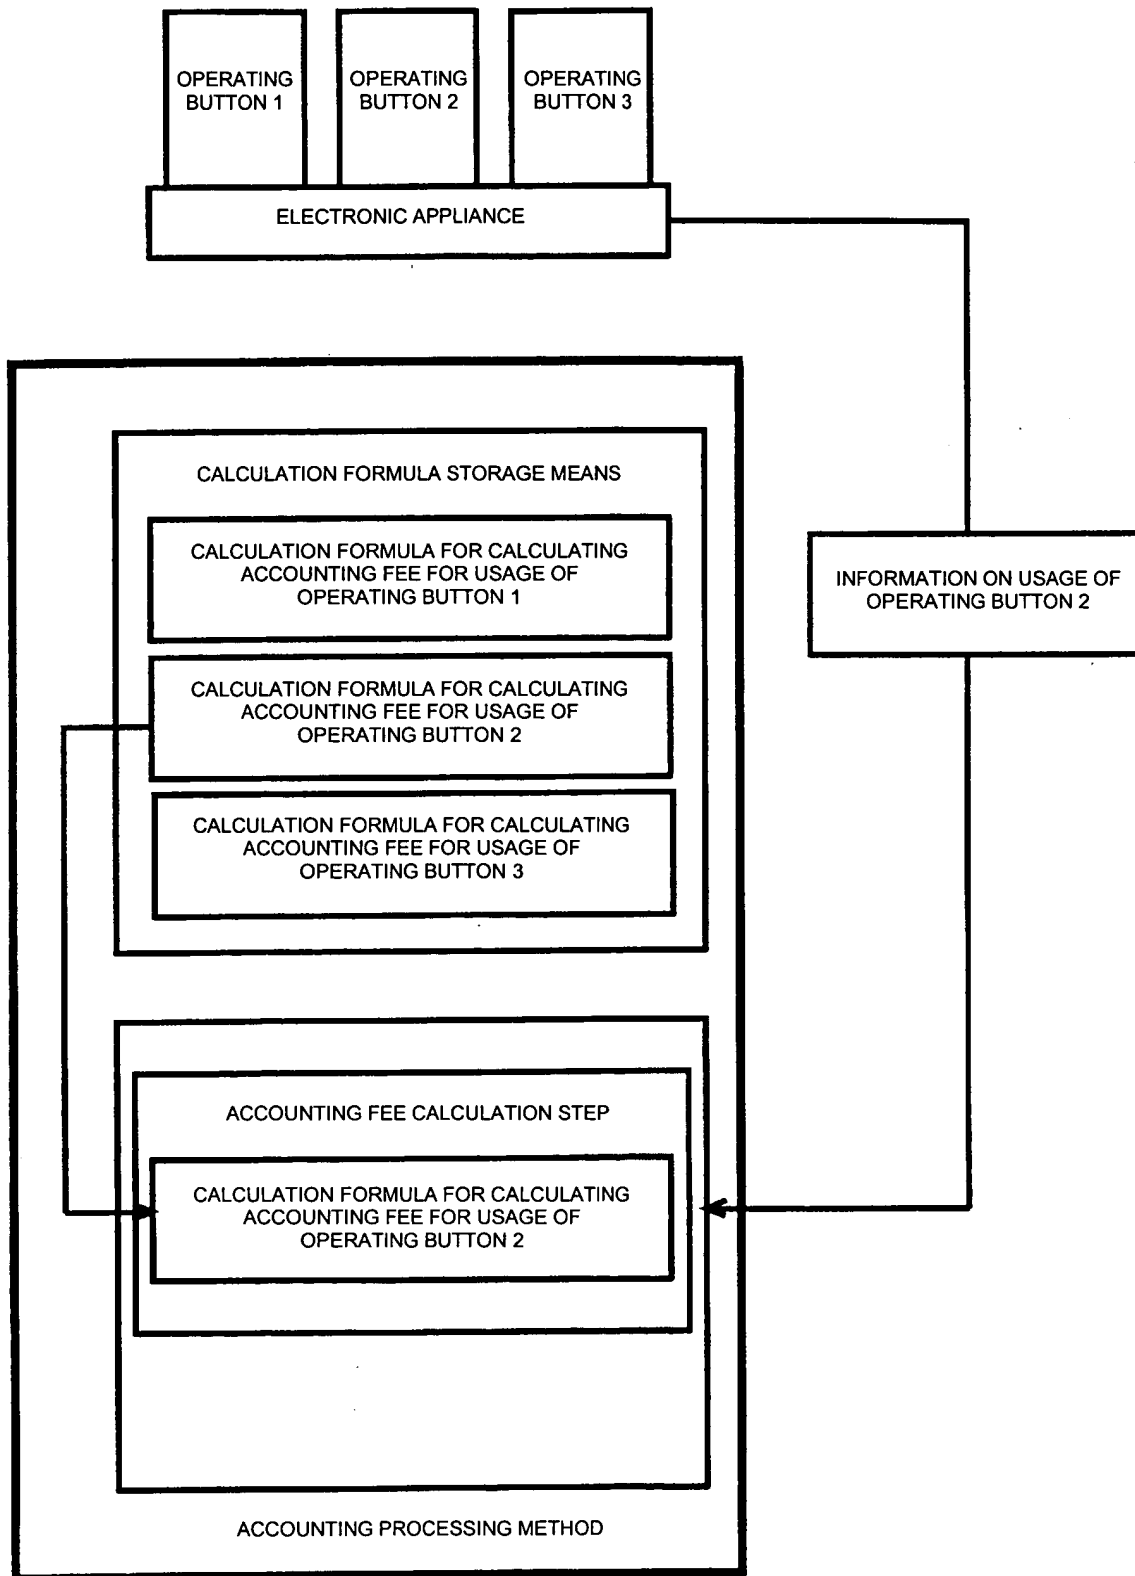 OPERATING
BUTTON 1
OPERATING
BUTTON 2
OPERATING
BUTTON 3
ELECTRONIC APPLIANCE
CALCULATION FORMULA STORAGE MEANS
CALCULATION FORMULA FOR CALCULATING
ACCOUNTING FEE FOR USAGE OF
OPERATING BUTTON 1
INFORMATION ON USAGE OF
OPERATING BUTTON 2
CALCULATION FORMULA FOR CALCULATING
ACCOUNTING FEE FOR USAGE OF
OPERATING BUTTON 2
CALCULATION FORMULA FOR CALCULATING
ACCOUNTING FEE FOR USAGE OF
OPERATING BUTTON 3
ACCOUNTING FEE CALCULATION STEP
CALCULATION FORMULA FOR CALCULATING
ACCOUNTING FEE FOR USAGE OF
OPERATING BUTTON 2
ACCOUNTING PROCESSING METHOD